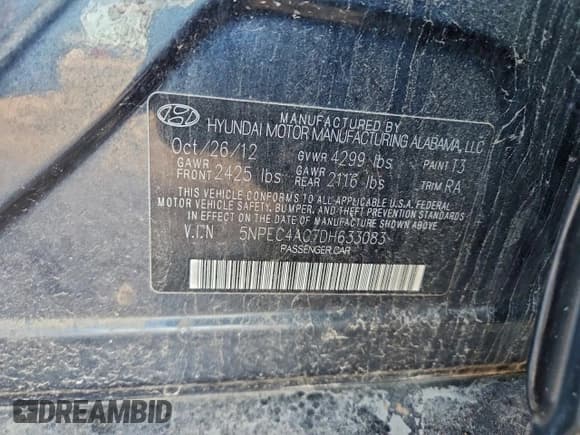 MANUFACTURED BY
HYUNDAI MOTOR MANUFACTURING ALABAMA, LLC
Oct/26/12 GVWR 4299 lbs PAINT T3
GAWR FRONT 2425 lbs GAWR REAR 2116 lbs TRIM RA
THIS VEHICLE CONFORMS TO ALL APPLICABLE U.S.A. FEDERAL
MOTOR VEHICLE SAFETY, BUMPER, AND THEFT PREVENTION STANDARDS
IN EFFECT ON THE DATE OF MANUFACTURE SHOWN ABOVE.
V.I.N 5NPEC4AC7DH633083
PASSENGER CAR
DREAMBID